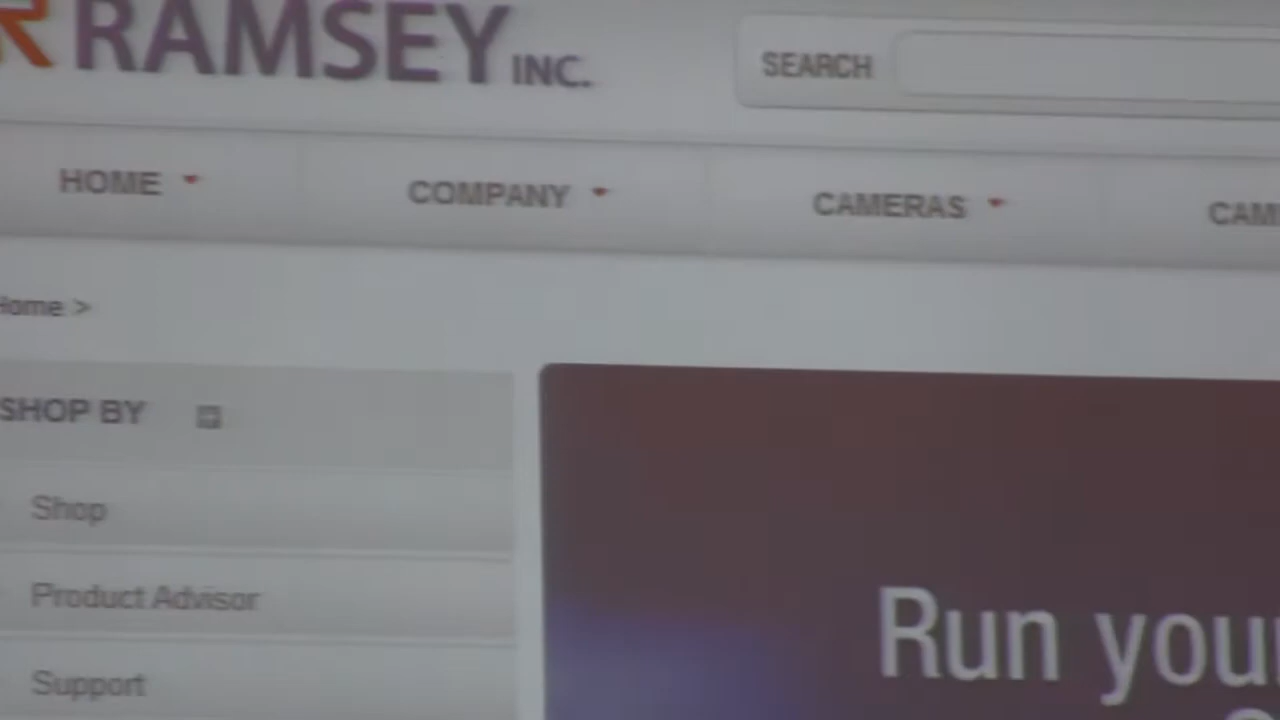 RAMSEY INC.
SEARCH
HOME
COMPANY
CAMERAS
Home >
SHOP BY
Shop
Product Advisor
Support
Run your